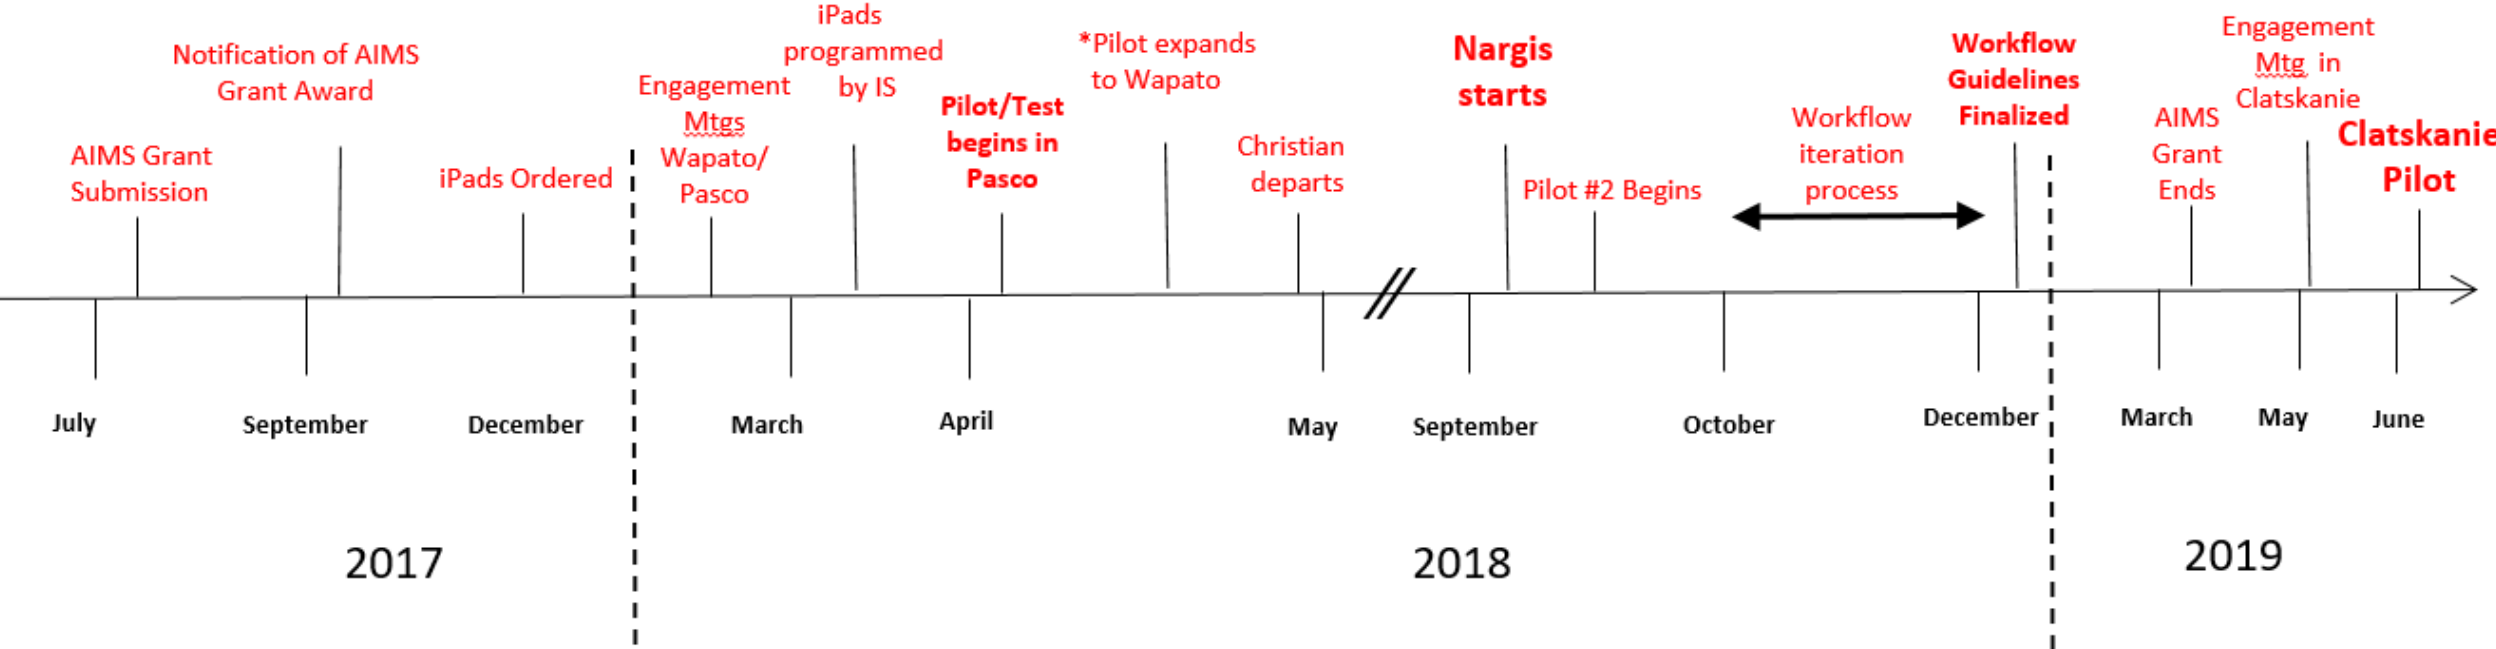 AIMS Grant
Submission
Notification of AIMS
Grant Award
iPads Ordered
Engagement
Mtgs
Wapato/
Pasco
iPads
programmed
by IS
Pilot/Test
begins in
Pasco
*Pilot expands
to Wapato
Christian
departs
Nargis
starts
Pilot #2 Begins
Workflow
iteration
process
Workflow
Guidelines
Finalized
AIMS
Grant
Ends
Engagement
Mtg in
Clatskanie
Clatskanie
Pilot
July
September
December
March
April
May
September
October
December
March
May
June
2017
2018
2019